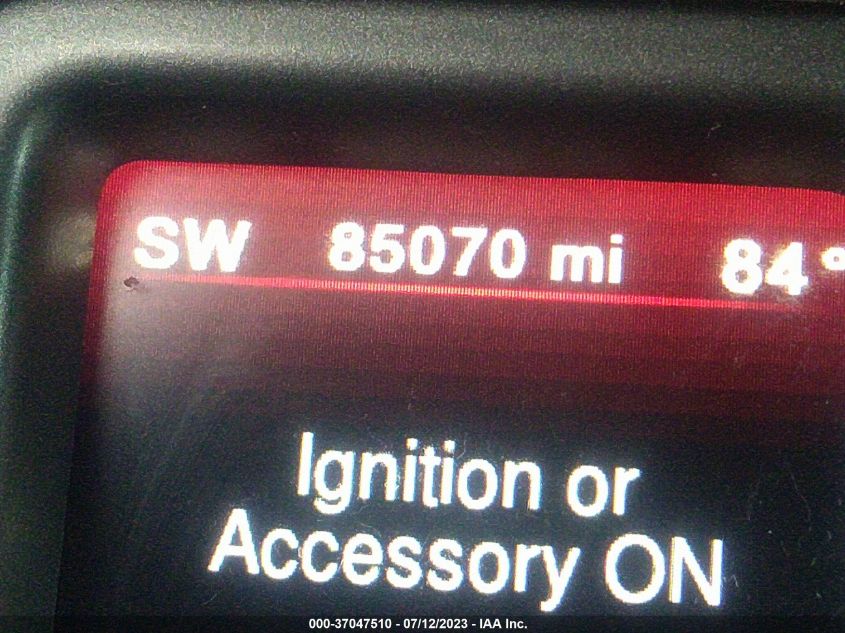 SW 85070 mi 84°
Ignition or
Accessory ON
000-37047510 - 07/12/2023 - IAA Inc.